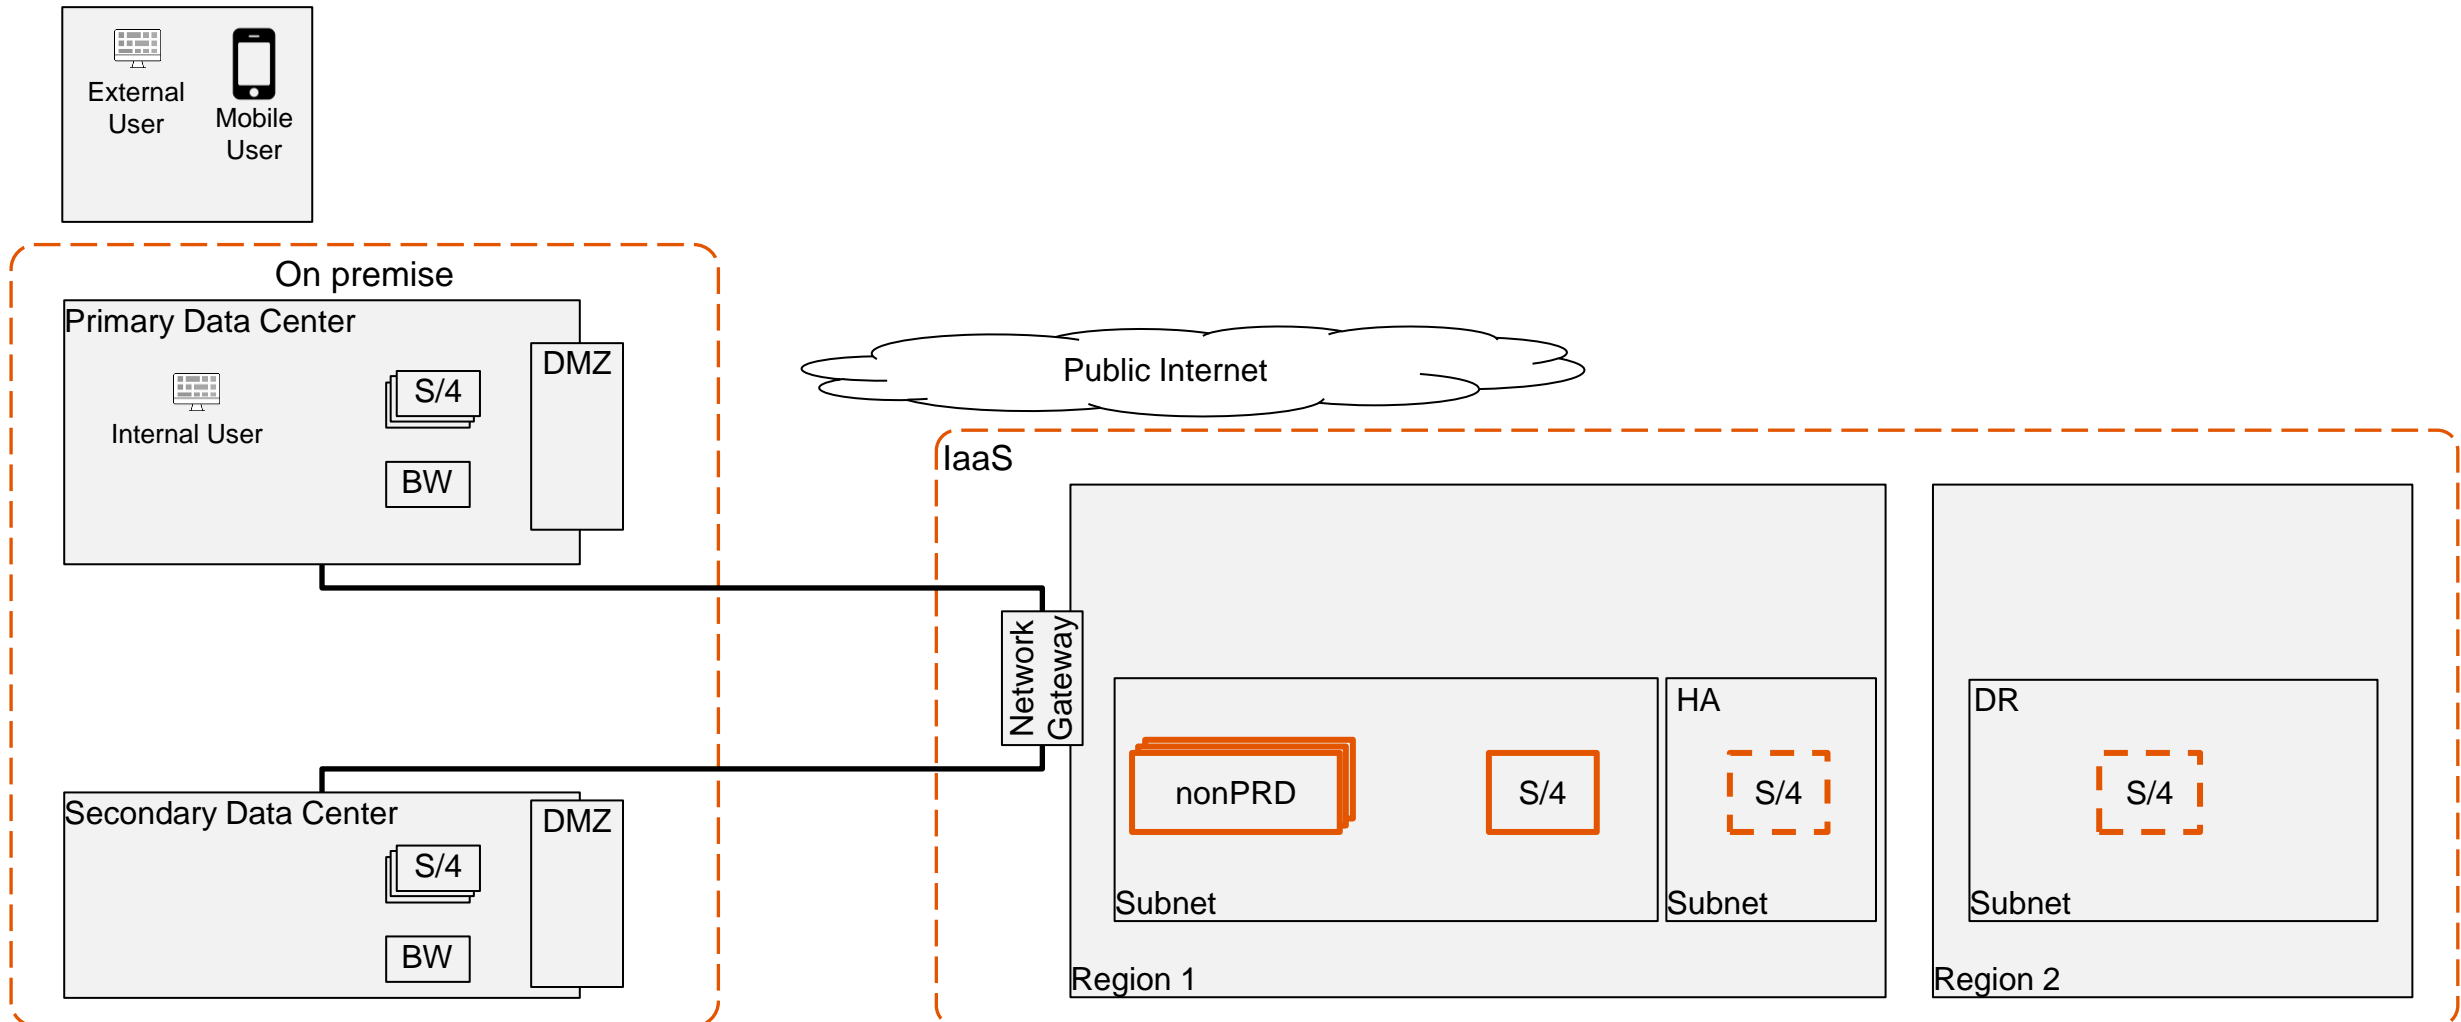 External
User
Mobile
User
On premise
Primary Data Center
Internal User
S/4
BW
DMZ
Public Internet
IaaS
Network
Gateway
Secondary Data Center
S/4
BW
DMZ
nonPRD
S/4
Subnet
HA
S/4
Subnet
Region 1
DR
S/4
Subnet
Region 2